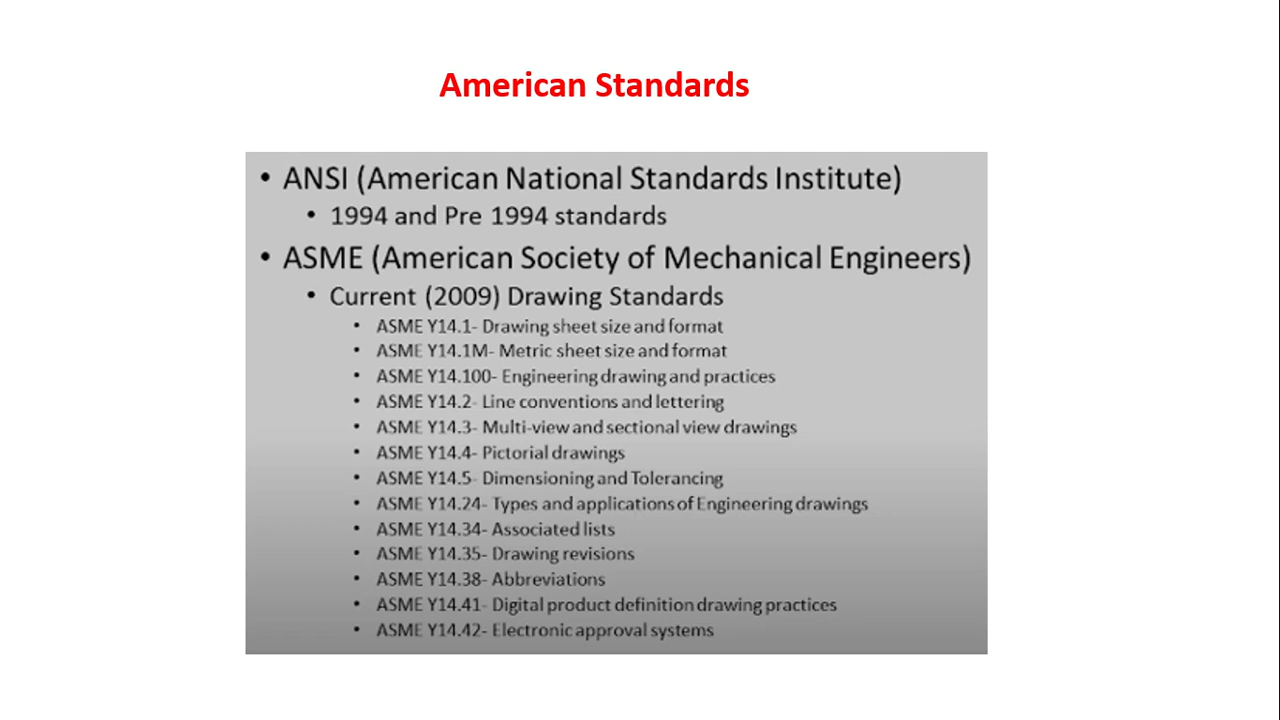 American Standards
• ANSI (American National Standards Institute)
• 1994 and Pre 1994 standards
• ASME (American Society of Mechanical Engineers)
• Current (2009) Drawing Standards
• ASME Y14.1- Drawing sheet size and format
• ASME Y14.1M- Metric sheet size and format
• ASME Y14.100- Engineering drawing and practices
• ASME Y14.2- Line conventions and lettering
• ASME Y14.3- Multi-view and sectional view drawings
• ASME Y14.4- Pictorial drawings
• ASME Y14.5- Dimensioning and Tolerancing
• ASME Y14.24- Types and applications of Engineering drawings
• ASME Y14.34- Associated lists
• ASME Y14.35- Drawing revisions
• ASME Y14.38- Abbreviations
• ASME Y14.41- Digital product definition drawing practices
• ASME Y14.42- Electronic approval systems